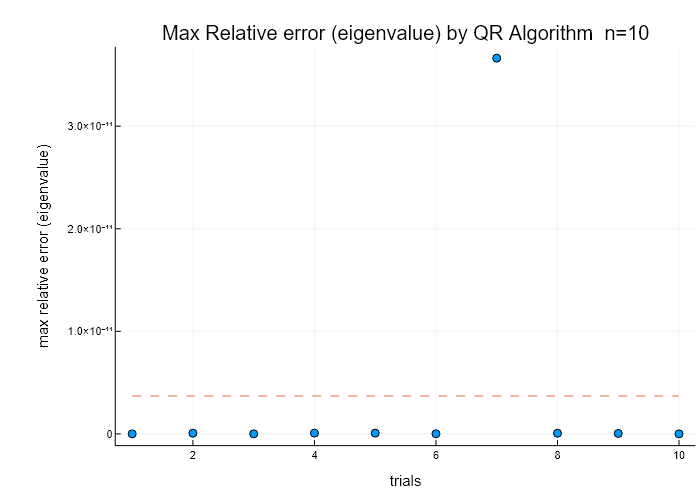 Max Relative error (eigenvalue) by QR Algorithm  n=10
max relative error (eigenvalue)
3.0×10⁻¹¹
2.0×10⁻¹¹
1.0×10⁻¹¹
0
2 4 6 8 10
trials